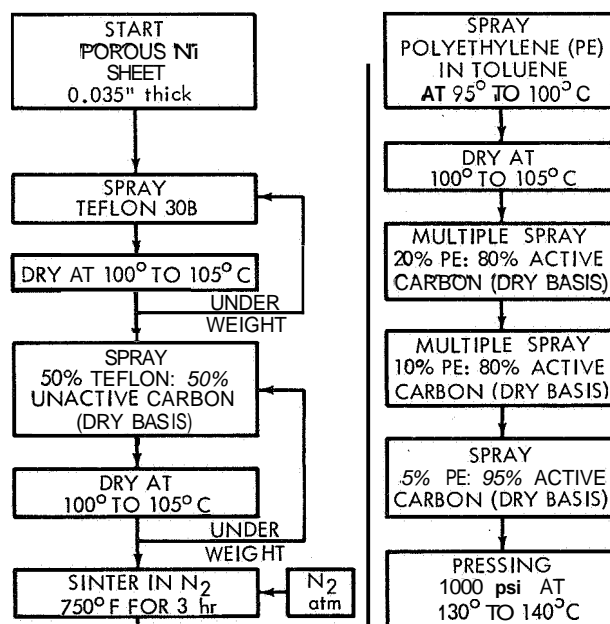 START
POROUS Ni
SHEET
0.035" thick
SPRAY
TEFLON 30B
DRY AT 100° TO 105° C
UNDER
WEIGHT
SPRAY
50% TEFLON: 50%
UNACTIVE CARBON
(DRY BASIS)
DRY AT
100° TO 105° C
UNDER
WEIGHT
SINTER IN N₂
750° F FOR 3 hr
N₂
atm
SPRAY
POLYETHYLENE (PE)
IN TOLUENE
AT 95° TO 100° C
DRY AT
100° TO 105° C
MULTIPLE SPRAY
20% PE: 80% ACTIVE
CARBON (DRY BASIS)
MULTIPLE SPRAY
10% PE: 80% ACTIVE
CARBON (DRY BASIS)
SPRAY
5% PE: 95% ACTIVE
CARBON (DRY BASIS)
PRESSING
1000 psi AT
130° TO 140°C